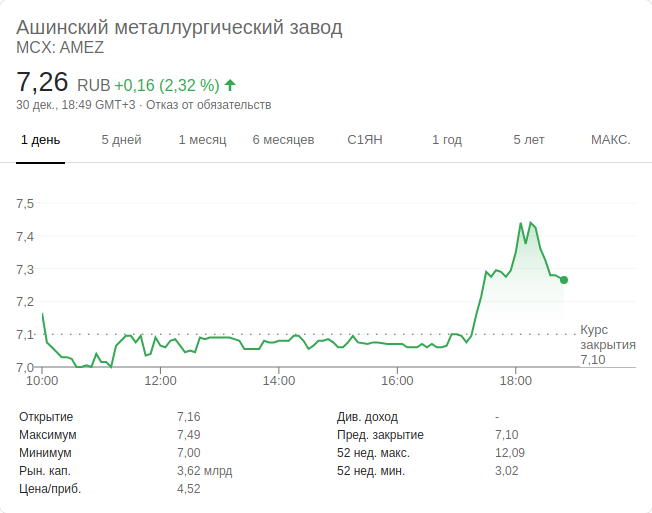 Ашинский металлургический завод
MCX: AMEZ
7,26 RUB +0,16 (2,32 %)
30 дек., 18:49 GMT+3 · Отказ от обязательств
1 день 5 дней 1 месяц 6 месяцев С1ЯН 1 год 5 лет МАКС.
7,5
7,4
7,3
7,2
7,1
7,0
Курс
закрытия
7,10
10:00 12:00 14:00 16:00 18:00
Открытие 7,16 Див. доход -
Максимум 7,49 Пред. закрытие 7,10
Минимум 7,00 52 нед. макс. 12,09
Рын. кап. 3,62 млрд 52 нед. мин. 3,02
Цена/приб. 4,52